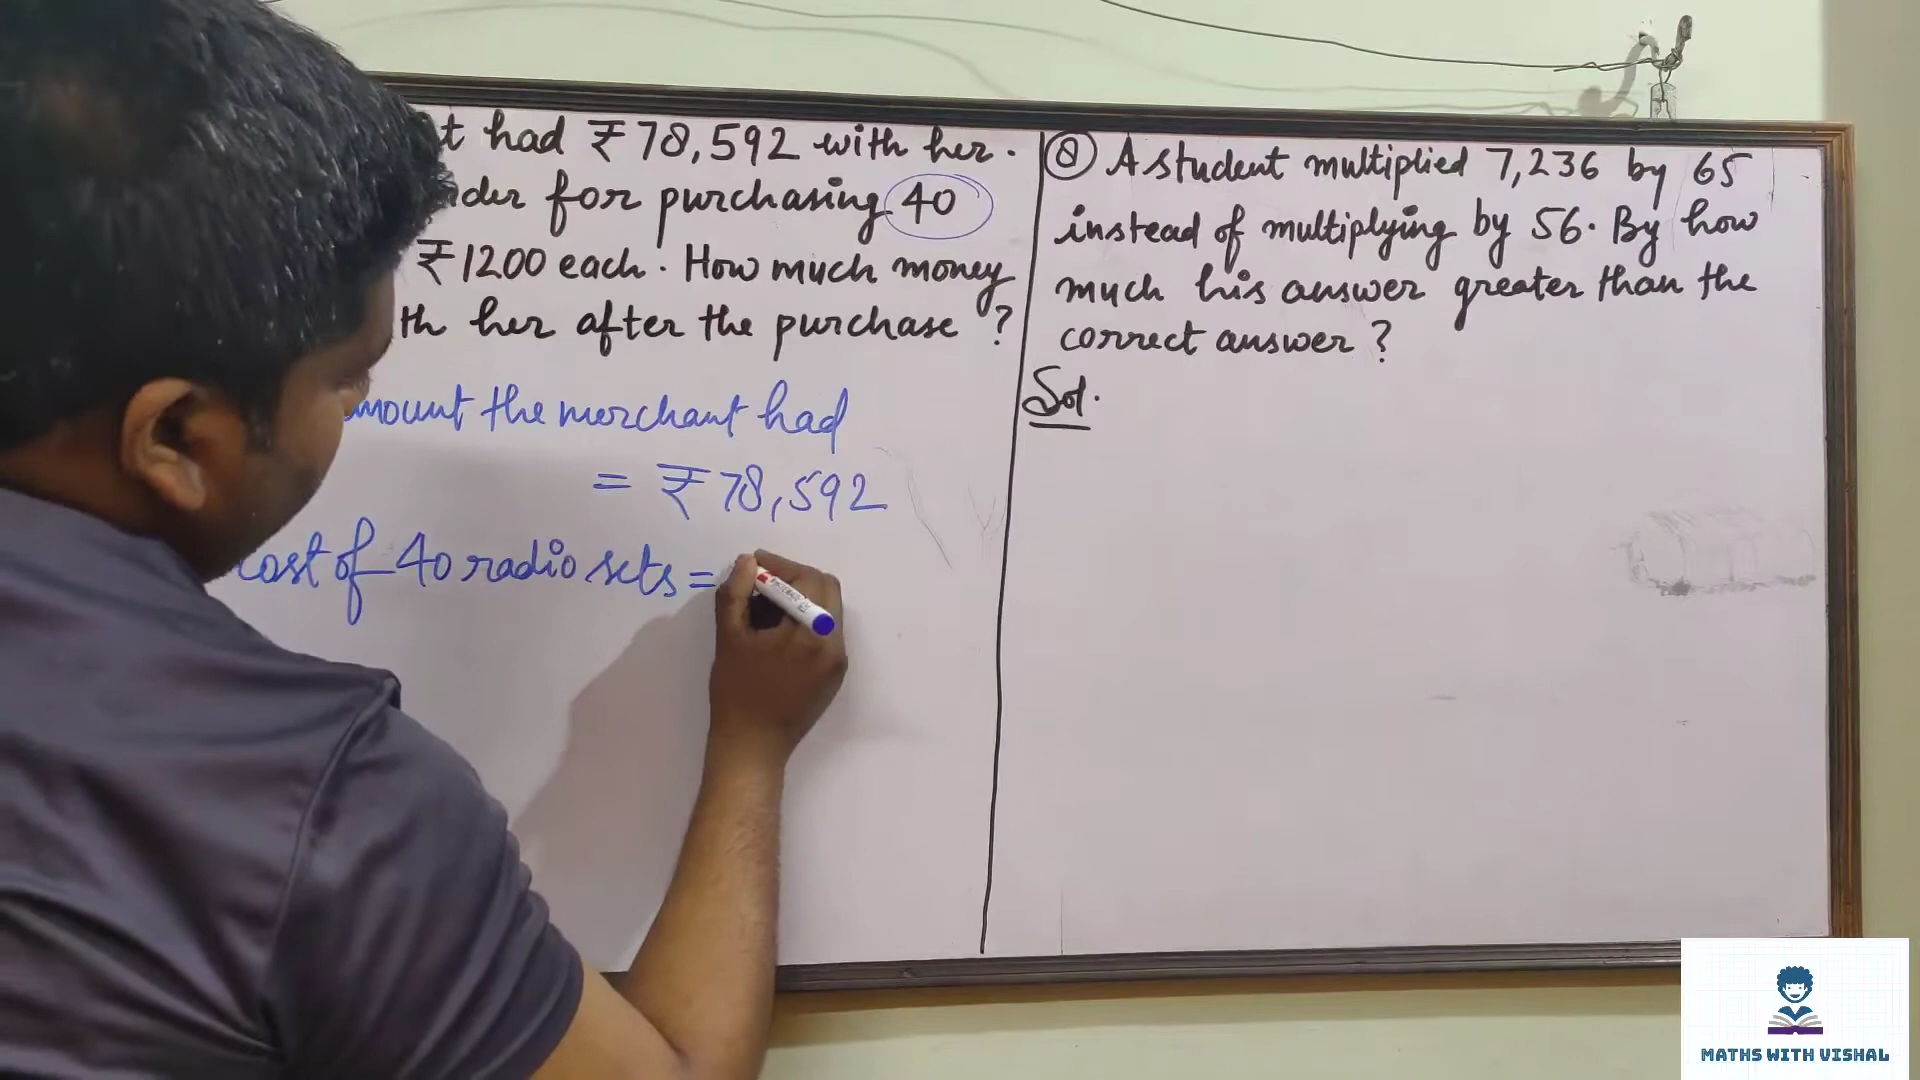 t had ₹78,592 with her.
der for purchasing 40
₹1200 each. How much money
th her after the purchase ?
mount the merchant had
= ₹78,592
cost of 40 radio sets =
⑧ A student multiplied 7,236 by 65
instead of multiplying by 56. By how
much his answer greater than the
correct answer ?
Sol.
MATHS WITH VISHAL